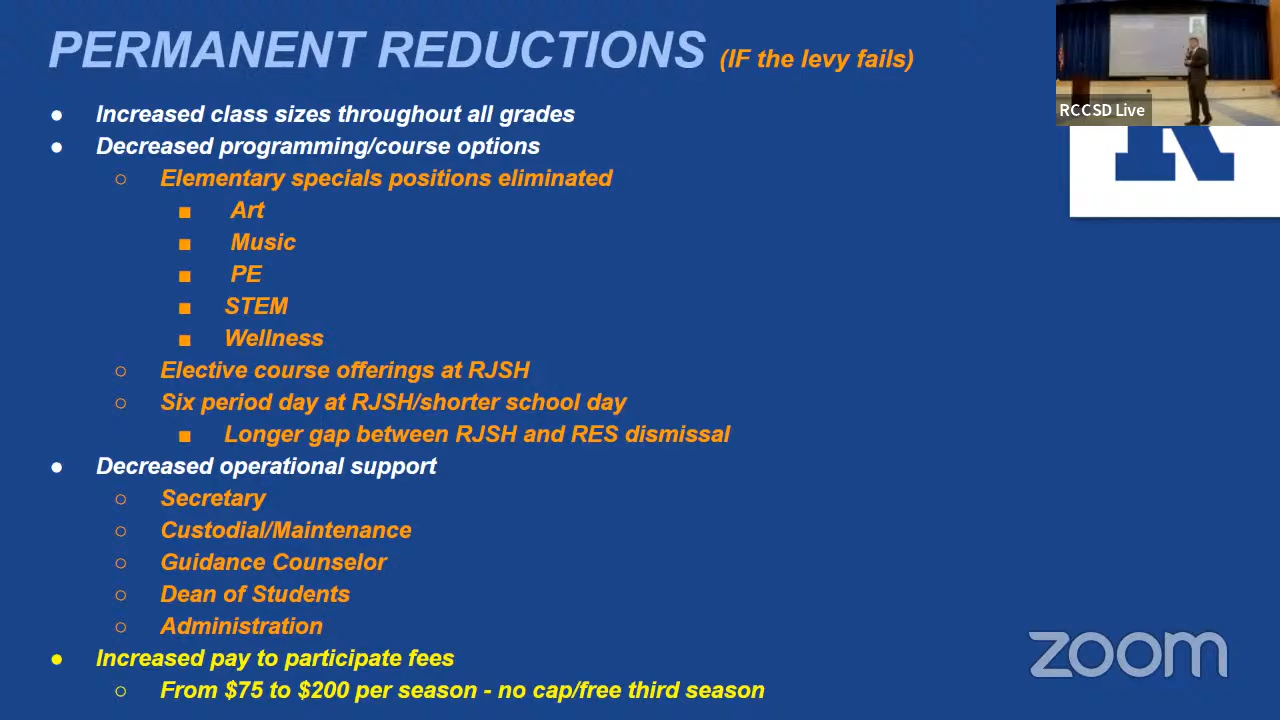 PERMANENT REDUCTIONS (IF the levy fails)
RCCSD Live
● Increased class sizes throughout all grades
● Decreased programming/course options
○ Elementary specials positions eliminated
■ Art
■ Music
■ PE
■ STEM
■ Wellness
○ Elective course offerings at RJSH
○ Six period day at RJSH/shorter school day
■ Longer gap between RJSH and RES dismissal
● Decreased operational support
○ Secretary
○ Custodial/Maintenance
○ Guidance Counselor
○ Dean of Students
○ Administration
● Increased pay to participate fees
○ From $75 to $200 per season - no cap/free third season
zoom